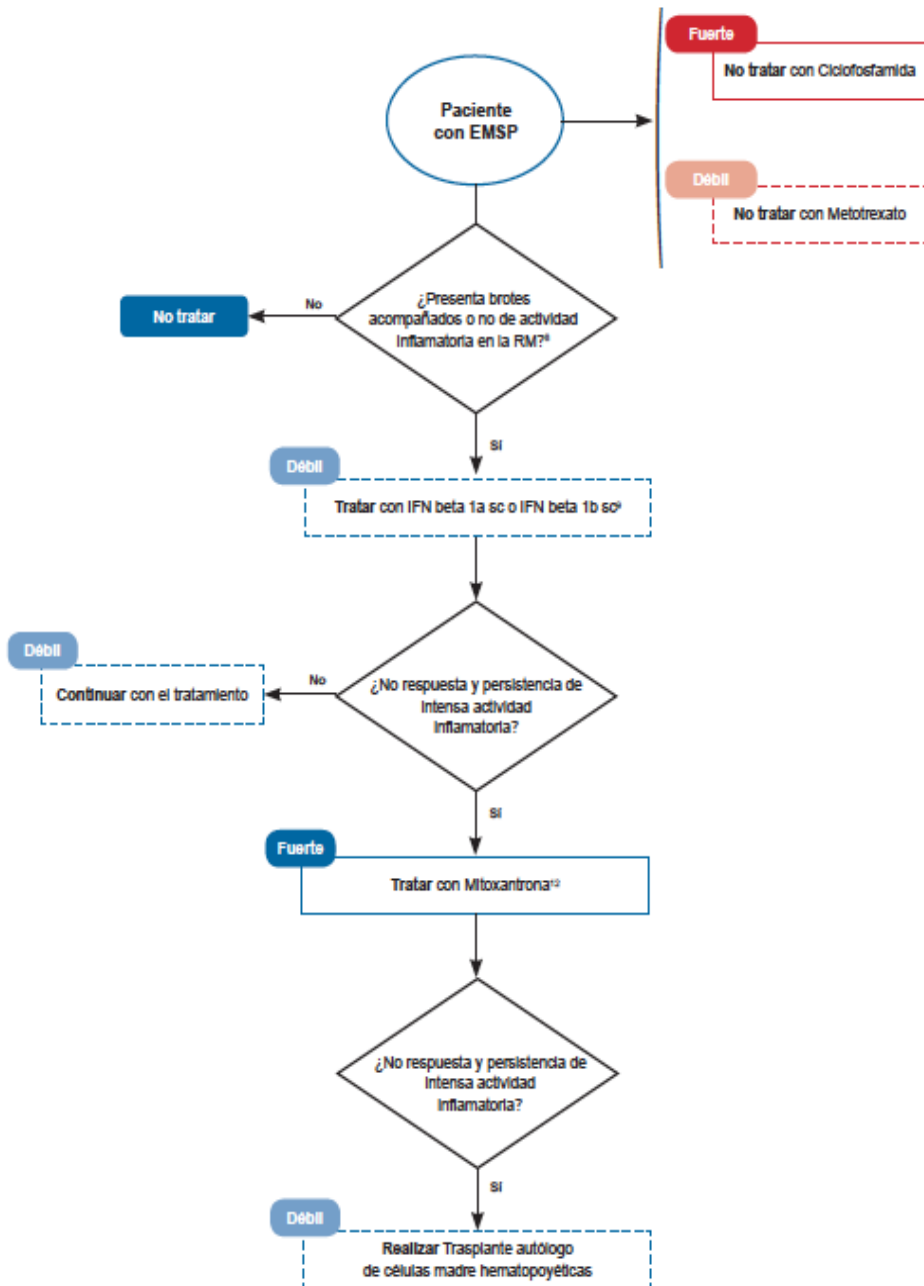 Fuerte
No tratar con Ciclofosfamida
Paciente
con EMSP
Débil
No tratar con Metotrexato
¿Presenta brotes
acompañados o no de actividad
inflamatoria en la RM?⁸
No
No tratar
Sí
Débil
Tratar con IFN beta 1a sc o IFN beta 1b sc⁹
Débil
Continuar con el tratamiento
No
¿No respuesta y persistencia de
intensa actividad
inflamatoria?
Sí
Fuerte
Tratar con Mitoxantrona¹²
¿No respuesta y persistencia de
intensa actividad
inflamatoria?
Sí
Débil
Realizar Trasplante autólogo
de células madre hematopoyéticas